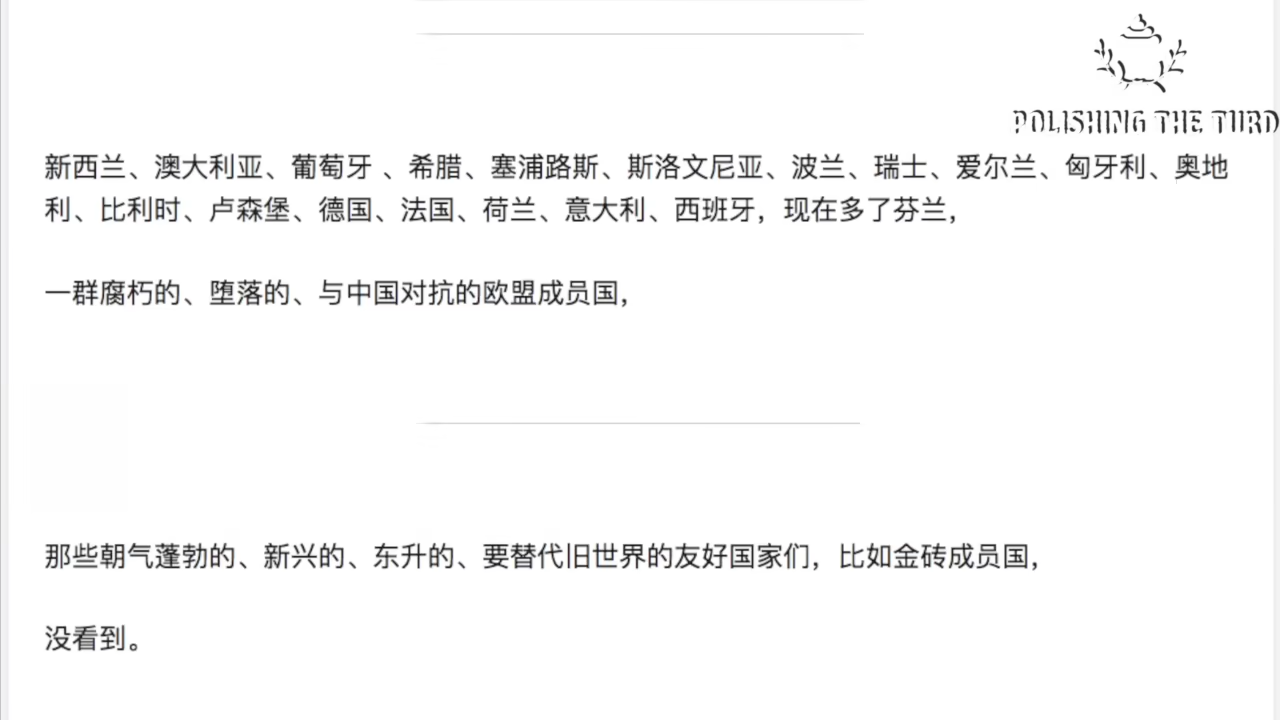 POLISHING THE TURD
新西兰、澳大利亚、葡萄牙 、希腊、塞浦路斯、斯洛文尼亚、波兰、瑞士、爱尔兰、匈牙利、奥地
利、比利时、卢森堡、德国、法国、荷兰、意大利、西班牙，现在多了芬兰，
一群腐朽的、堕落的、与中国对抗的欧盟成员国，
那些朝气蓬勃的、新兴的、东升的、要替代旧世界的友好国家们，比如金砖成员国，
没看到。